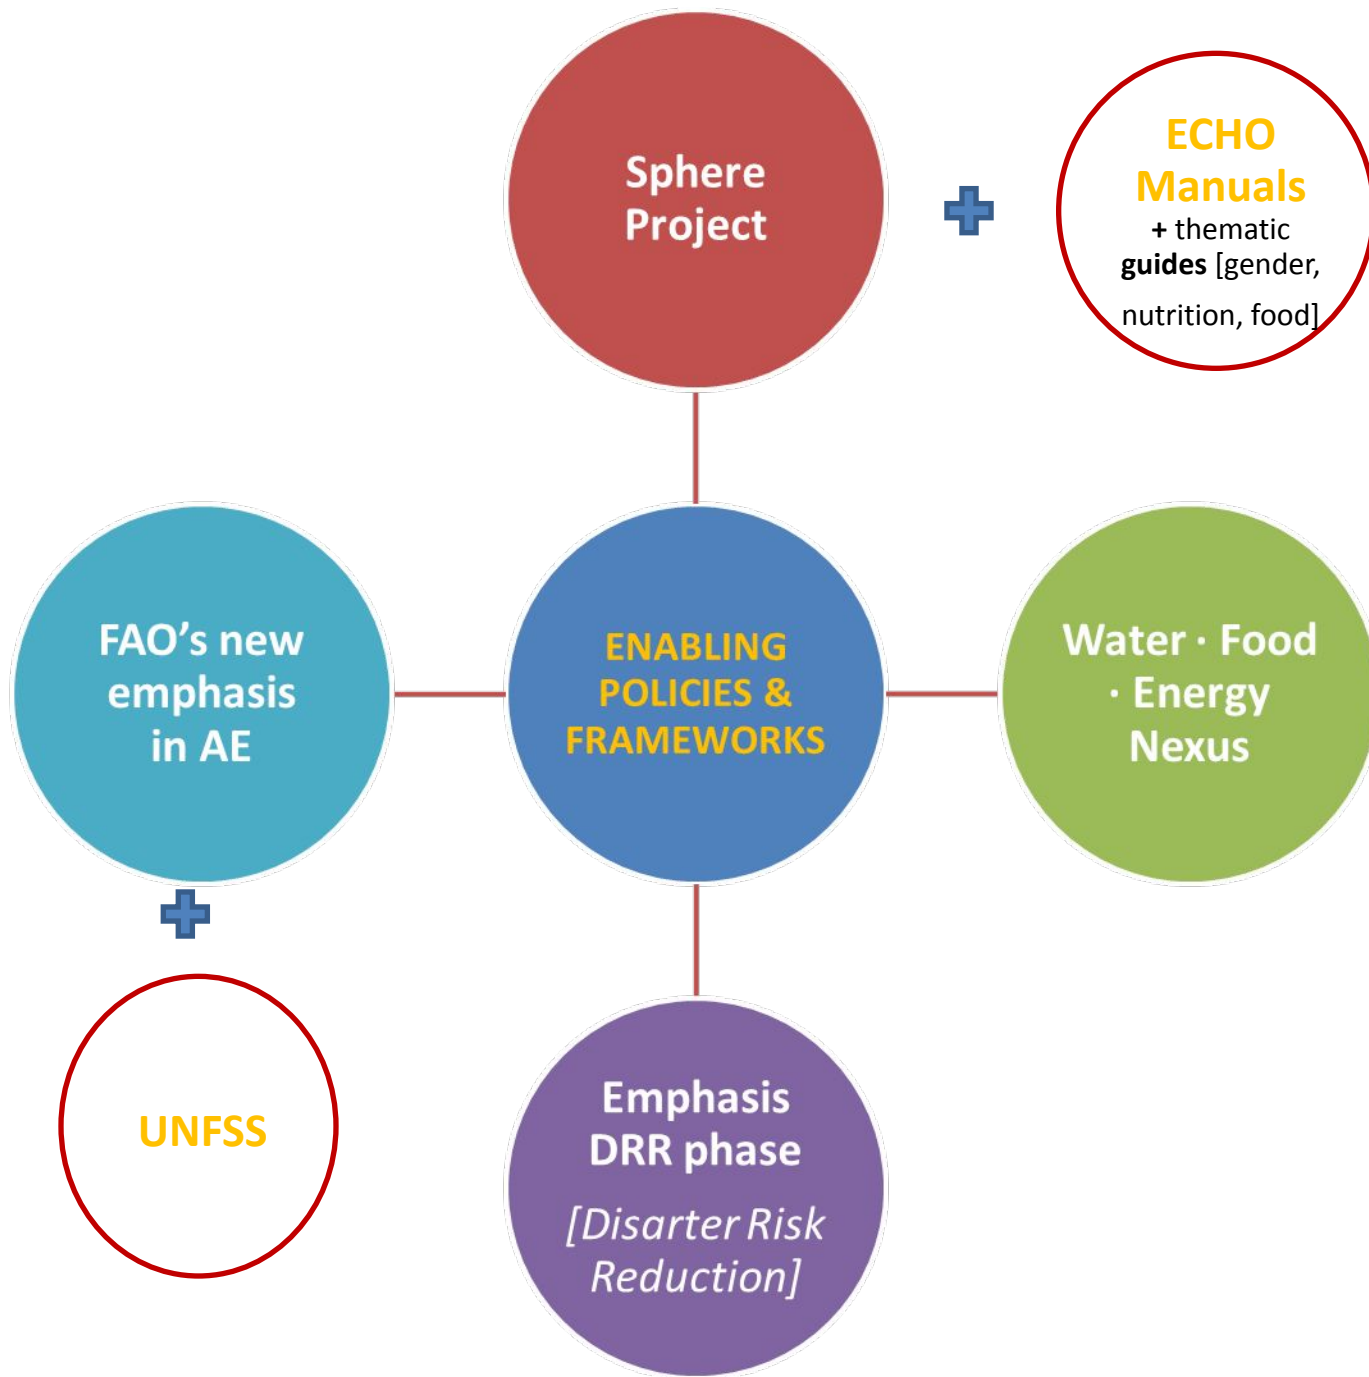 Sphere
Project
ECHO
Manuals
+ thematic
guides [gender,
nutrition, food]
FAO’s new
emphasis
in AE
ENABLING
POLICIES &
FRAMEWORKS
Water · Food
· Energy
Nexus
UNFSS
Emphasis
DRR phase
[Disarter Risk
Reduction]